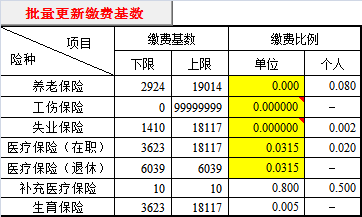 批量更新缴费基数
项目 缴费基数 缴费比例
险种 下限 上限 单位 个人
养老保险 2924 19014 0.000 0.080
工伤保险 0 99999999 0.000000 –
失业保险 1410 18117 0.000000 0.002
医疗保险（在职） 3623 18117 0.0315 0.020
医疗保险（退休） 6039 6039 0.0315 –
补充医疗保险 10 10 0.800 0.500
生育保险 3623 18117 0.005 –